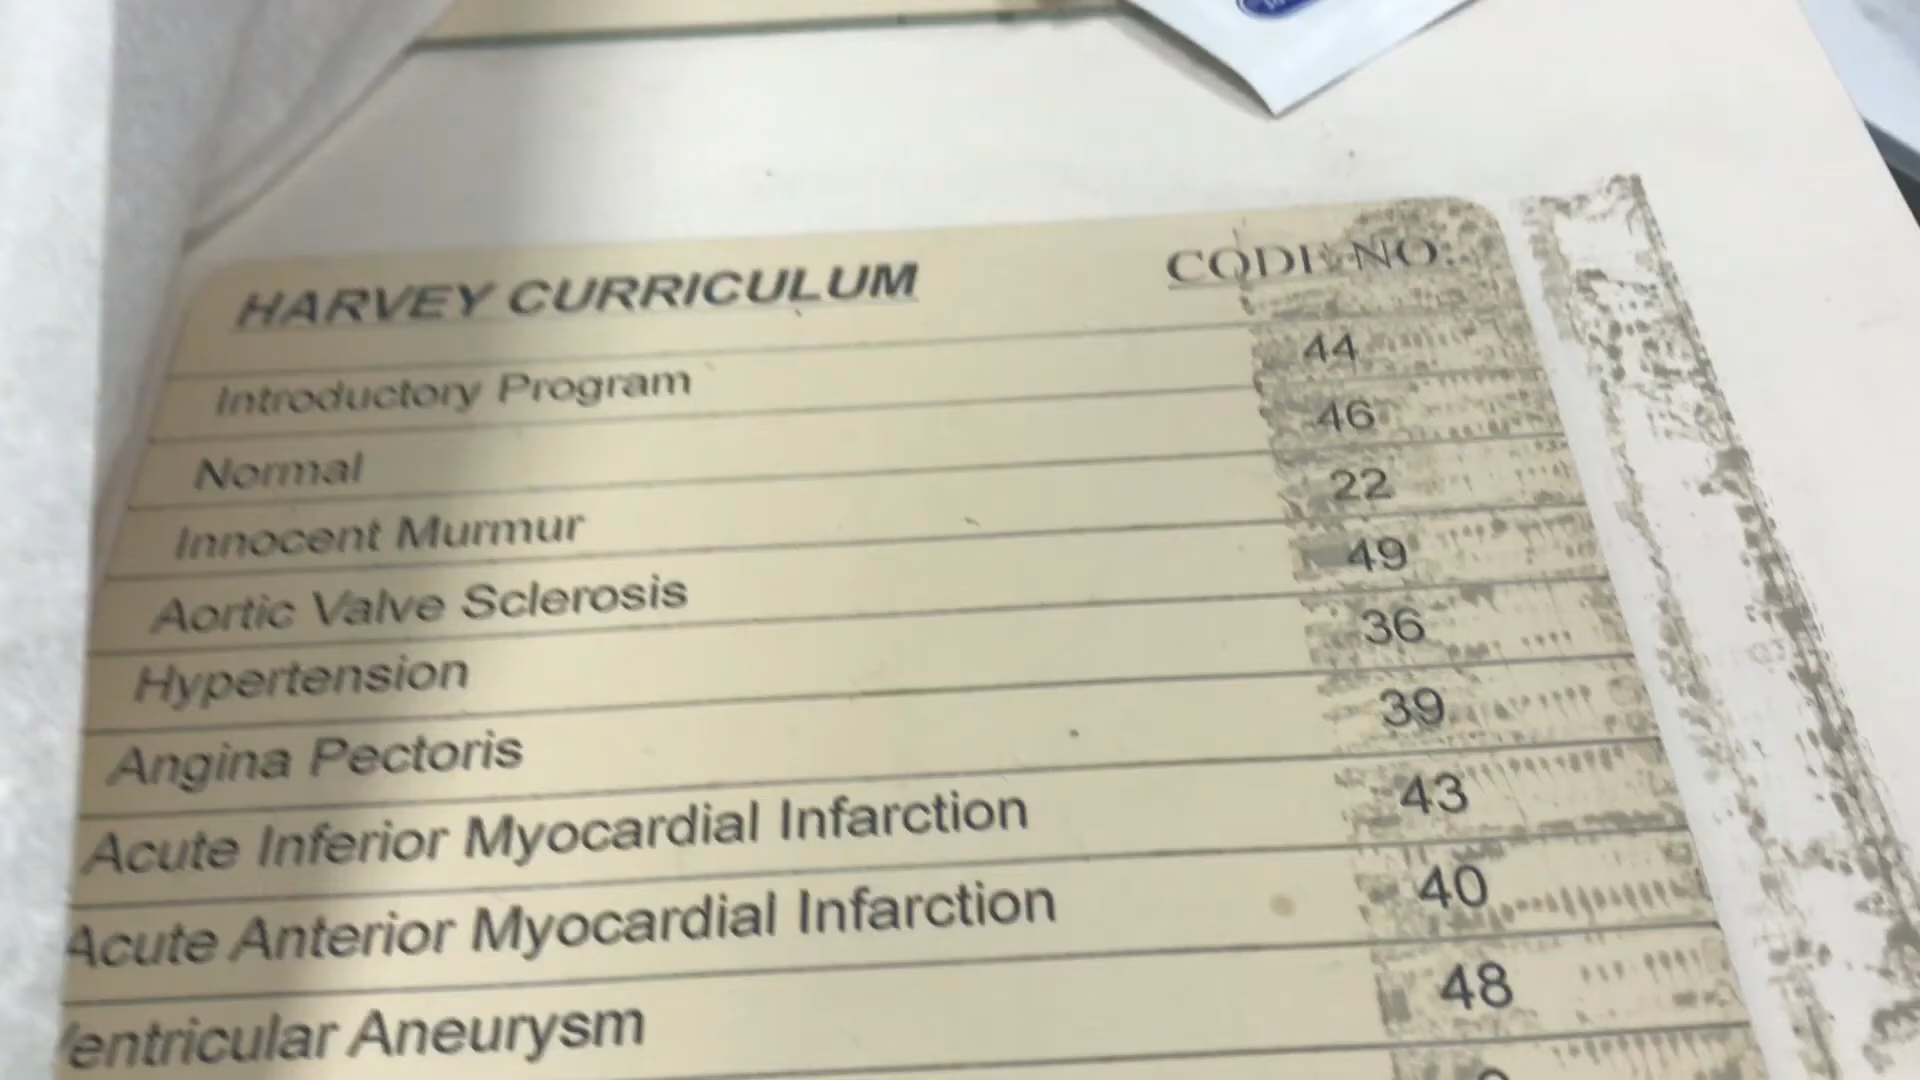 HARVEY CURRICULUM CODE NO.
Introductory Program 44
Normal 46
Innocent Murmur 22
Aortic Valve Sclerosis 49
Hypertension 36
Angina Pectoris 39
Acute Inferior Myocardial Infarction 43
Acute Anterior Myocardial Infarction 40
Ventricular Aneurysm 48